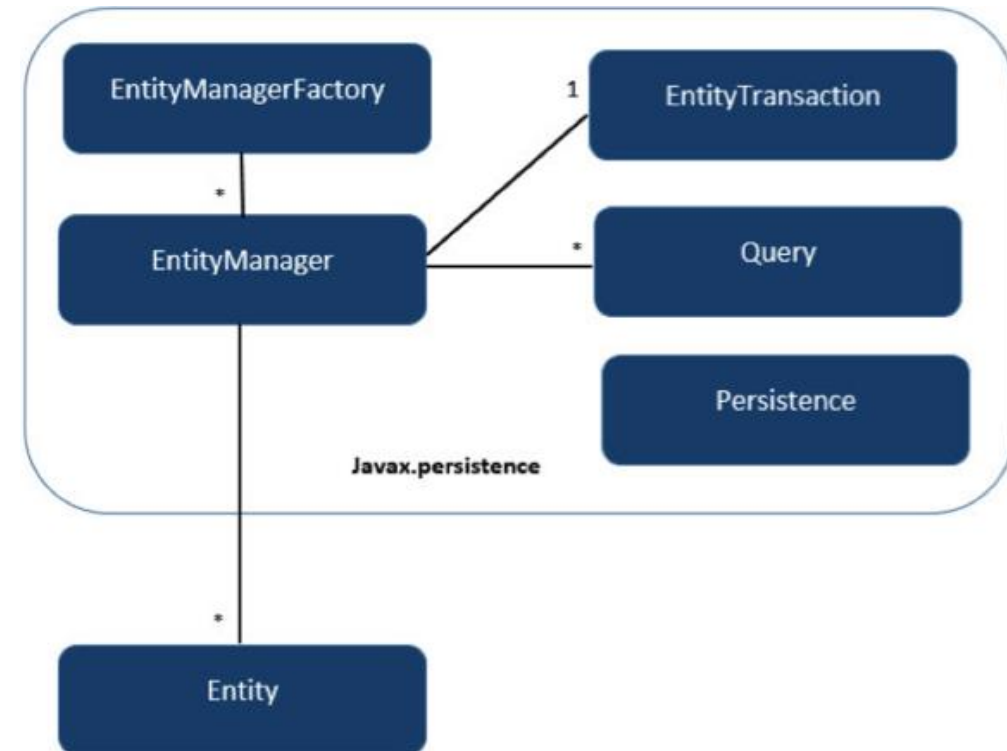 EntityManagerFactory
1
EntityTransaction
*
EntityManager
*
Query
Persistence
Javax.persistence
*
Entity